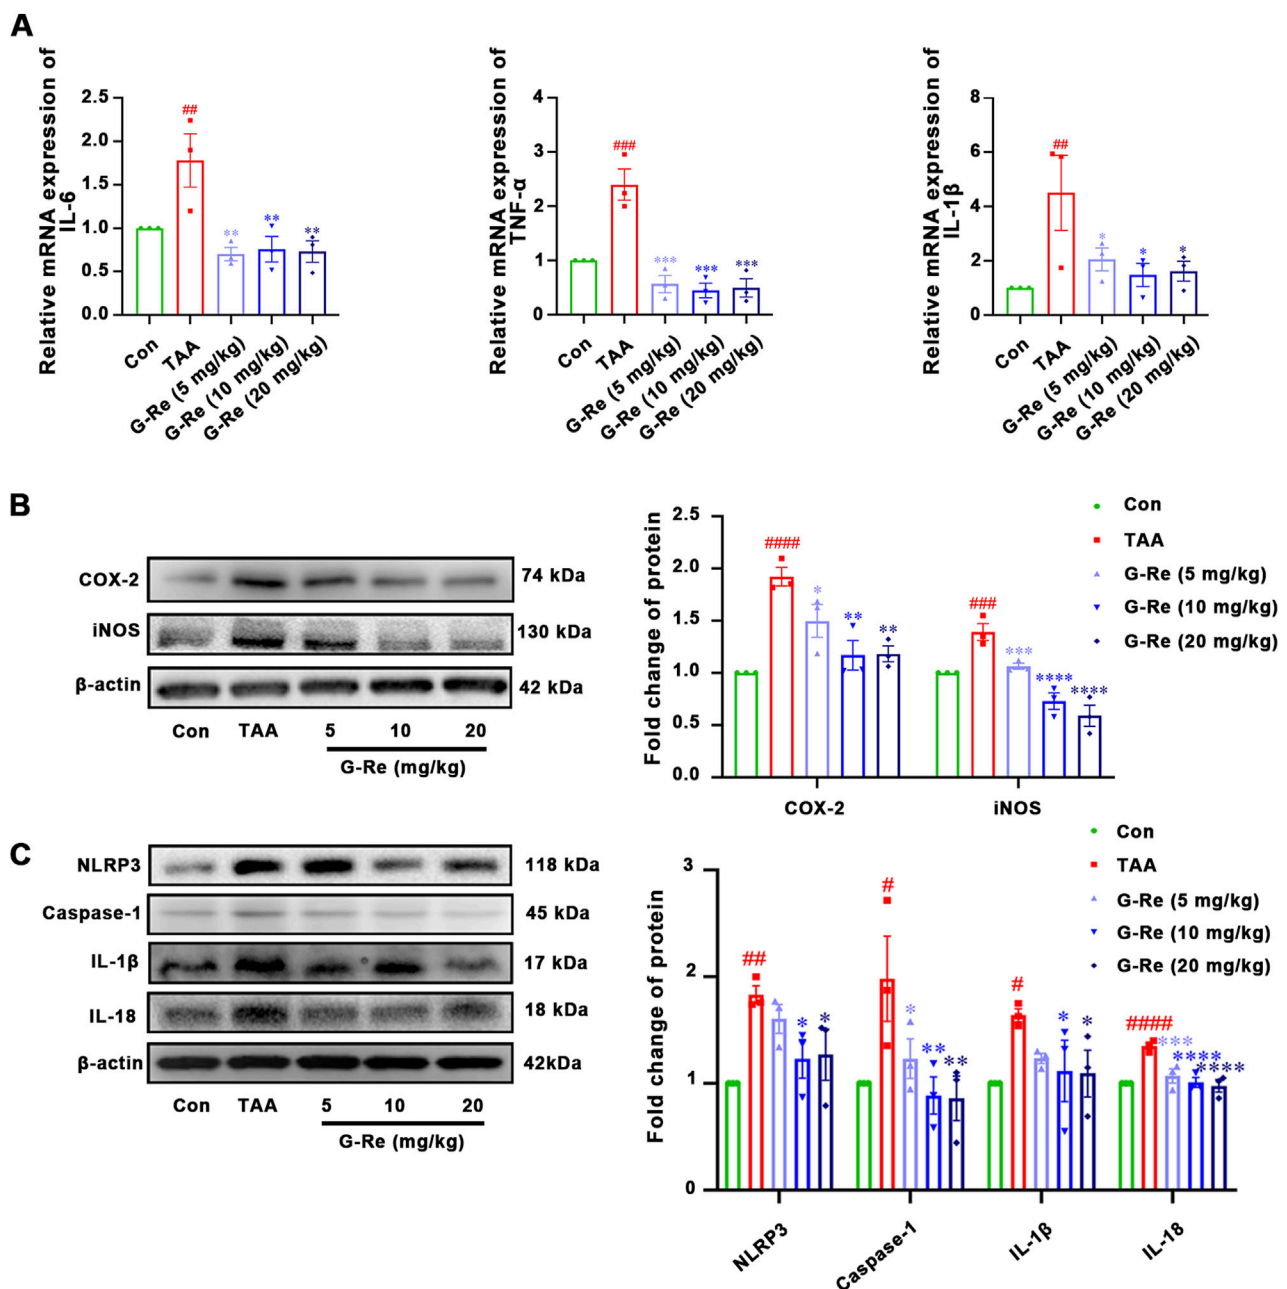 A
Relative mRNA expression of
IL-6
2.5
2.0
1.5
1.0
0.5
0.0
##
**
**
**
Con
TAA
G-Re (5 mg/kg)
G-Re (10 mg/kg)
G-Re (20 mg/kg)
Relative mRNA expression of
TNF-α
4
3
2
1
0
###
***
***
***
Con
TAA
G-Re (5 mg/kg)
G-Re (10 mg/kg)
G-Re (20 mg/kg)
Relative mRNA expression of
IL-1β
8
6
4
2
0
##
*
*
*
Con
TAA
G-Re (5 mg/kg)
G-Re (10 mg/kg)
G-Re (20 mg/kg)
B
COX-2
74 kDa
iNOS
130 kDa
β-actin
42 kDa
Con TAA 5 10 20
G-Re (mg/kg)
Fold change of protein
2.5
2.0
1.5
1.0
0.5
0.0
####
*
**
**
###
***
****
****
COX-2
iNOS
Con
TAA
G-Re (5 mg/kg)
G-Re (10 mg/kg)
G-Re (20 mg/kg)
C
NLRP3
118 kDa
Caspase-1
45 kDa
IL-1β
17 kDa
IL-18
18 kDa
β-actin
42kDa
Con TAA 5 10 20
G-Re (mg/kg)
Fold change of protein
3
2
1
0
##
*
*
#
*
**
**
#
*
*
####
***
****
****
NLRP3
Caspase-1
IL-1β
IL-18
Con
TAA
G-Re (5 mg/kg)
G-Re (10 mg/kg)
G-Re (20 mg/kg)